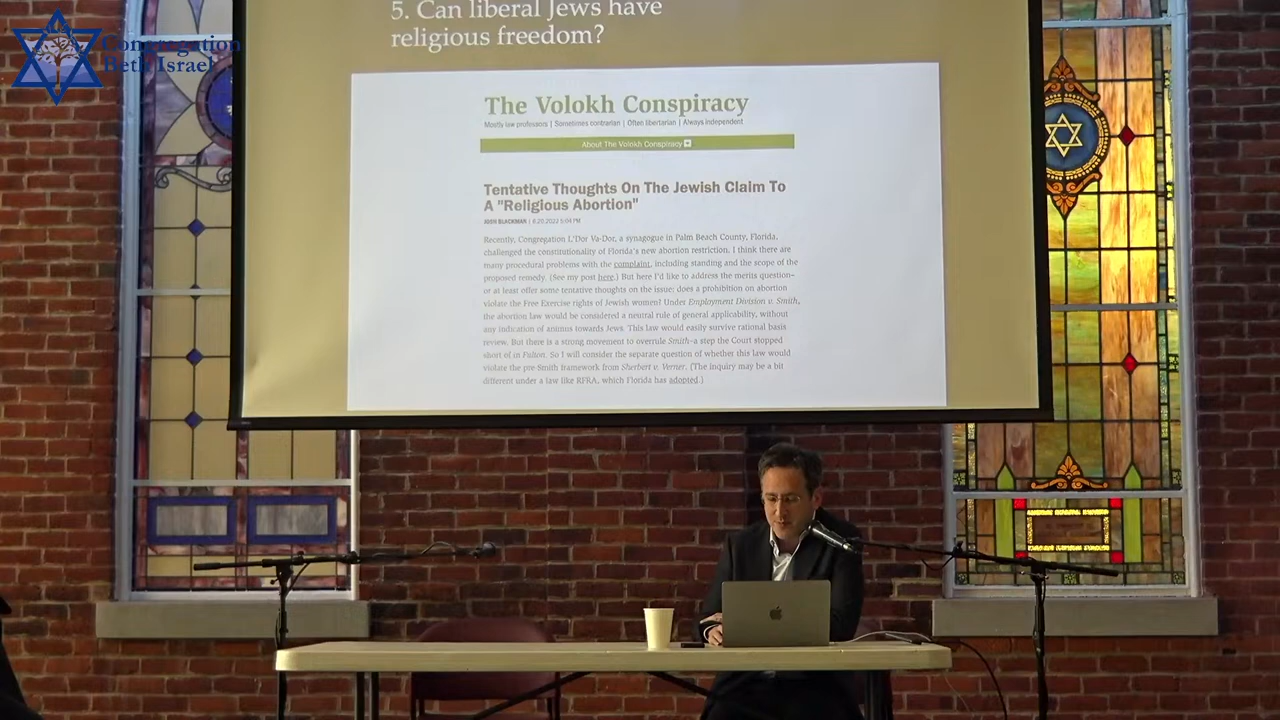 Congregation
Beth Israel
5. Can liberal Jews have
religious freedom?
The Volokh Conspiracy
Mostly law professors | Sometimes contrarian | Often libertarian | Always independent
About The Volokh Conspiracy
Tentative Thoughts On The Jewish Claim To
A "Religious Abortion"
JOSH BLACKMAN | 6.20.2022 5:04 PM
Recently, Congregation L'Dor Va-Dor, a synagogue in Palm Beach County, Florida,
challenged the constitutionality of Florida's new abortion restriction. I think there are
many procedural problems with the complaint, including standing and the scope of the
proposed remedy. (See my post here.) But here I'd like to address the merits question–
or at least offer some tentative thoughts on the issue: does a prohibition on abortion
violate the Free Exercise rights of Jewish women? Under Employment Division v. Smith,
the abortion law would be considered a neutral rule of general applicability, without
any indication of animus towards Jews. This law would easily survive rational basis
review. But there is a strong movement to overrule Smith–a step the Court stopped
short of in Fulton. So I will consider the separate question of whether this law would
violate the pre-Smith framework from Sherbert v. Verner. (The inquiry may be a bit
different under a law like RFRA, which Florida has adopted.)